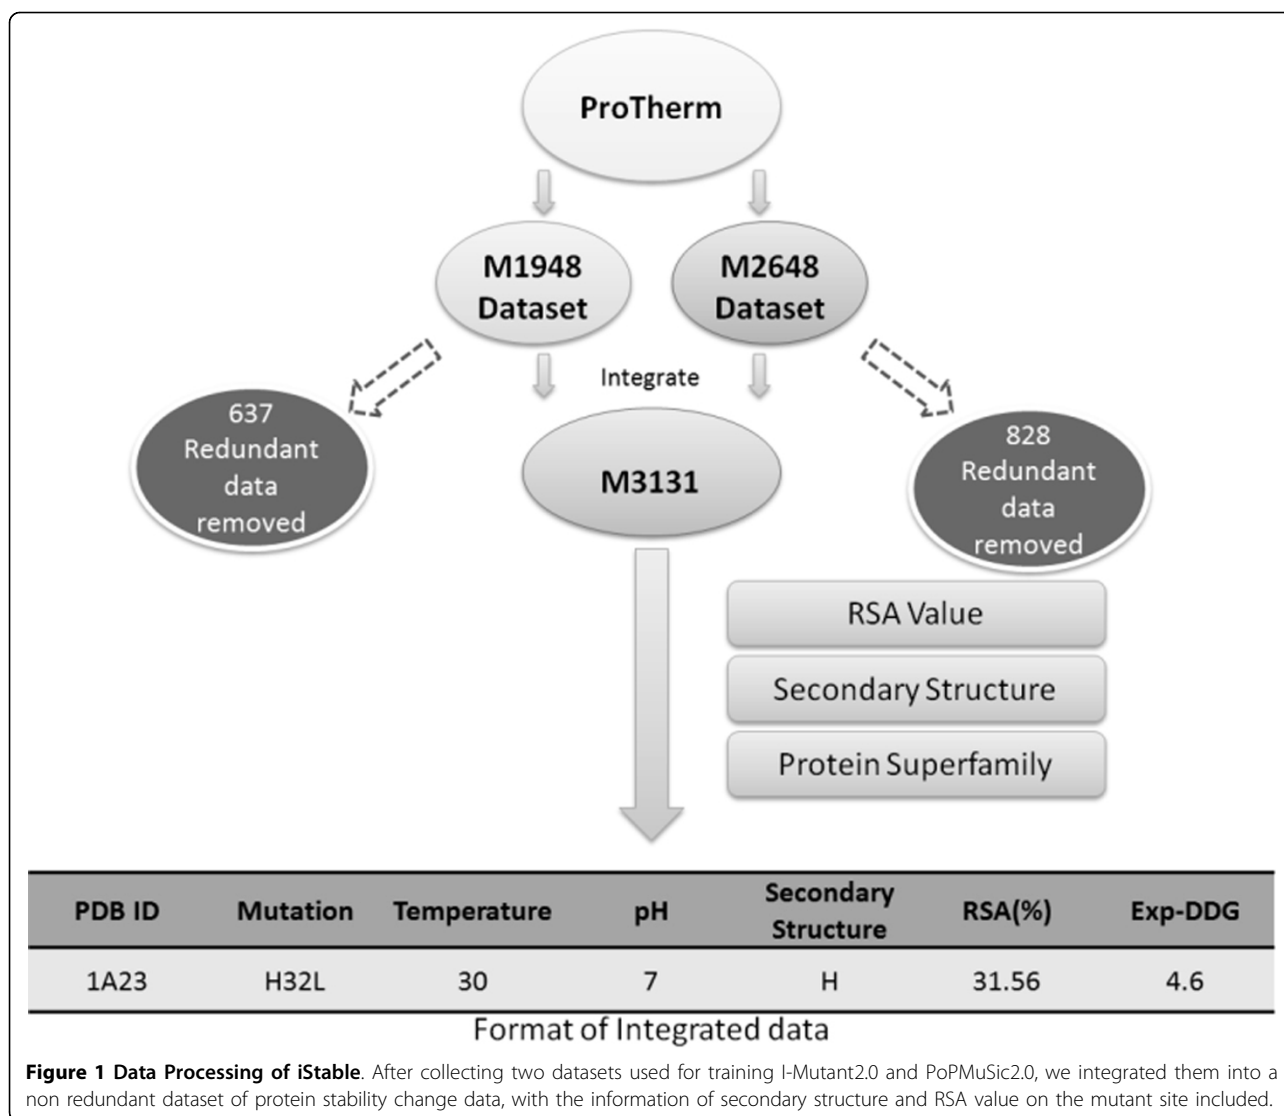 ProTherm
M1948
Dataset
M2648
Dataset
Integrate
637
Redundant
data
removed
M3131
828
Redundant
data
removed
RSA Value
Secondary Structure
Protein Superfamily
PDB ID Mutation Temperature pH Secondary Structure RSA(%) Exp-DDG
1A23 H32L 30 7 H 31.56 4.6
Format of Integrated data
Figure 1 Data Processing of iStable. After collecting two datasets used for training I-Mutant2.0 and PoPMuSic2.0, we integrated them into a
non redundant dataset of protein stability change data, with the information of secondary structure and RSA value on the mutant site included.